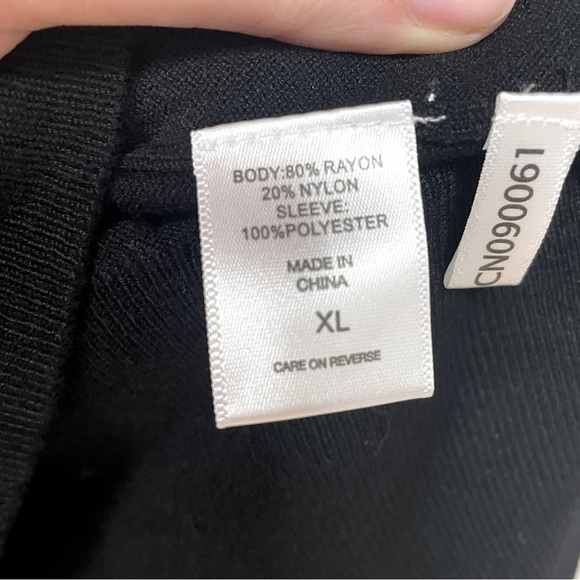 BODY:80% RAYON
20% NYLON
SLEEVE:
100%POLYESTER
MADE IN
CHINA
XL
CARE ON REVERSE
CN090061